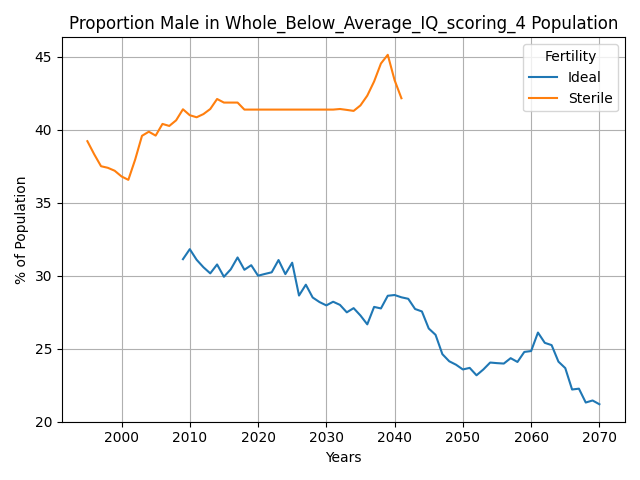 Proportion Male in Whole_Below_Average_IQ_scoring_4 Population
Fertility
Ideal
Sterile
% of Population
45
40
35
30
25
20
2000 2010 2020 2030 2040 2050 2060 2070
Years